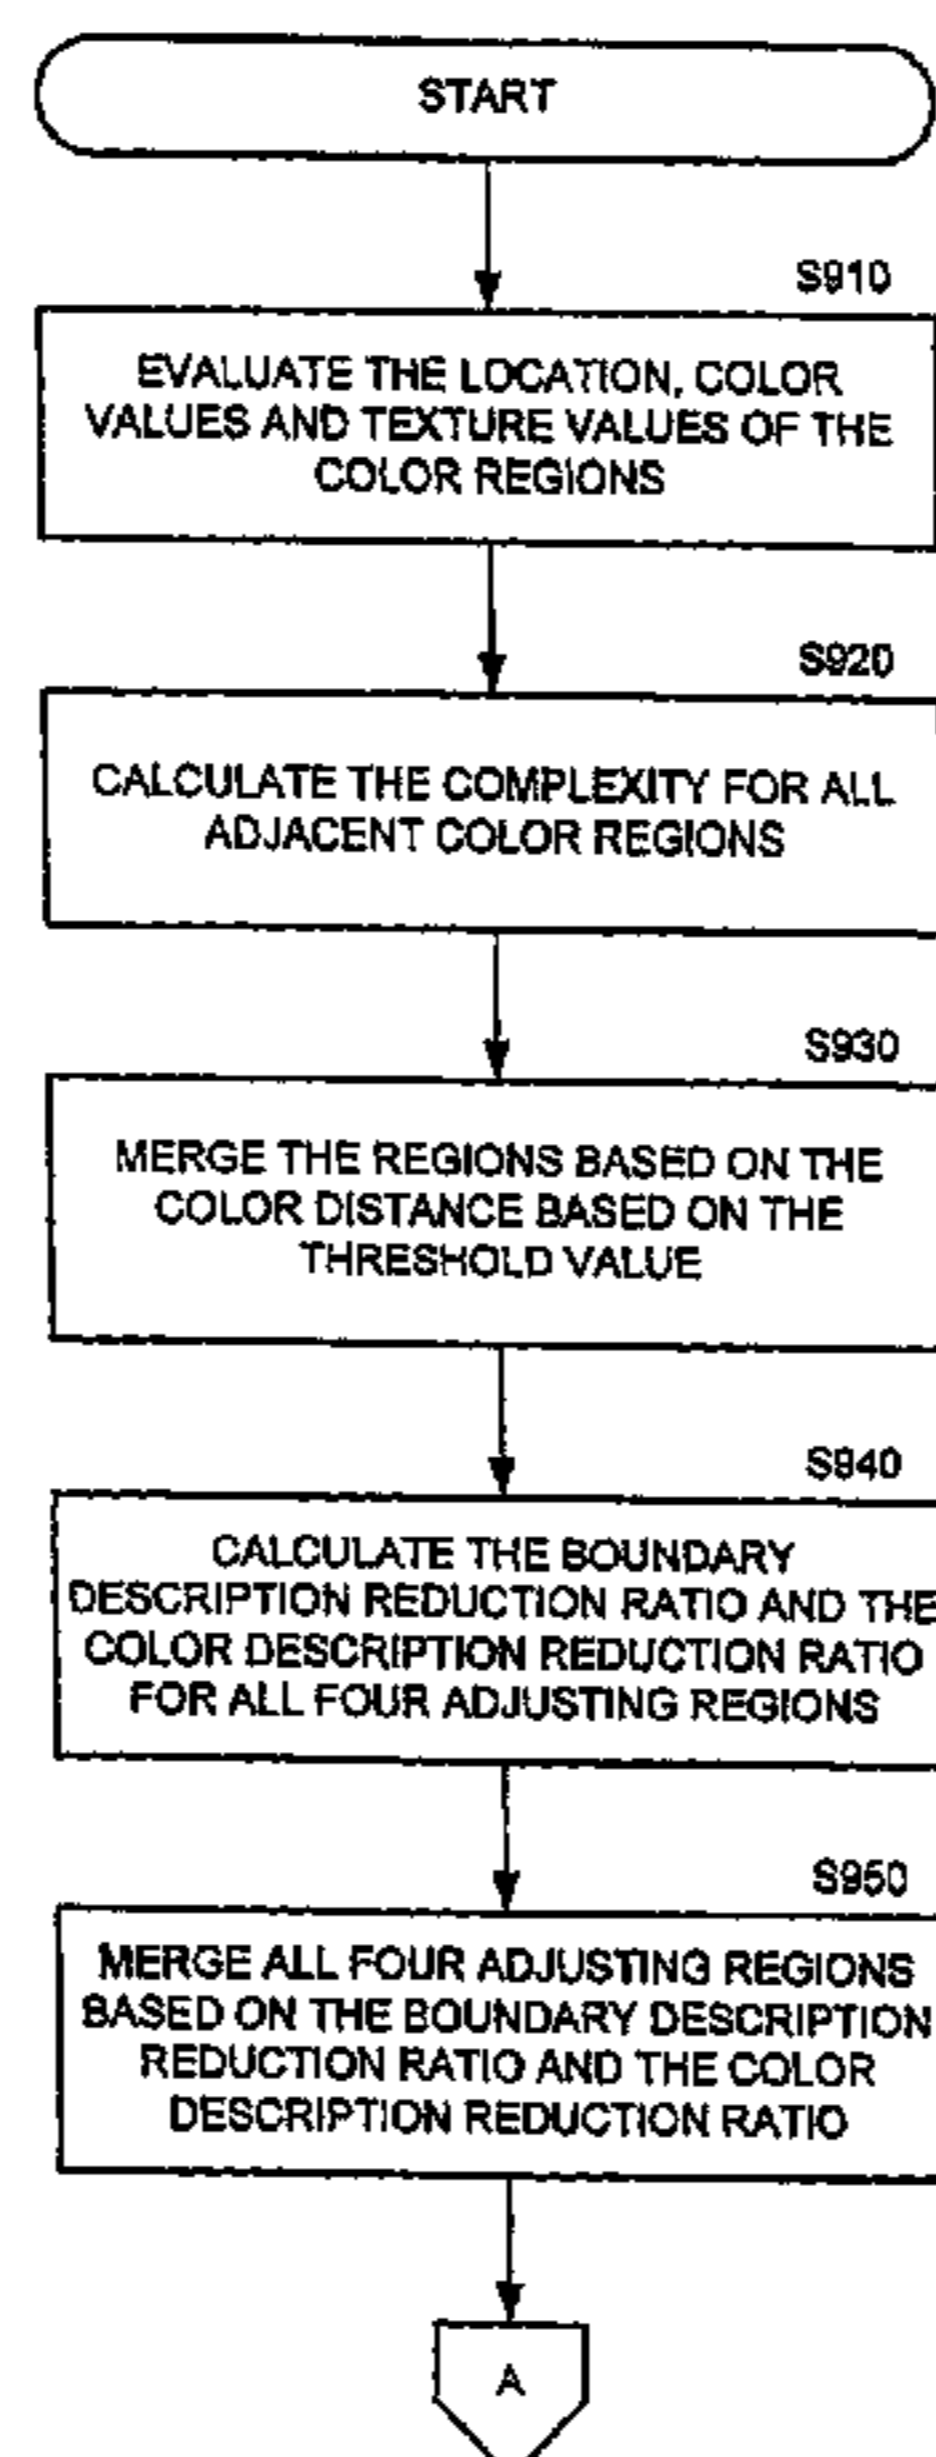 START
S910
EVALUATE THE LOCATION, COLOR
VALUES AND TEXTURE VALUES OF THE
COLOR REGIONS
S920
CALCULATE THE COMPLEXITY FOR ALL
ADJACENT COLOR REGIONS
S930
MERGE THE REGIONS BASED ON THE
COLOR DISTANCE BASED ON THE
THRESHOLD VALUE
S940
CALCULATE THE BOUNDARY
DESCRIPTION REDUCTION RATIO AND THE
COLOR DESCRIPTION REDUCTION RATIO
FOR ALL FOUR ADJUSTING REGIONS
S950
MERGE ALL FOUR ADJUSTING REGIONS
BASED ON THE BOUNDARY DESCRIPTION
REDUCTION RATIO AND THE COLOR
DESCRIPTION REDUCTION RATIO
A